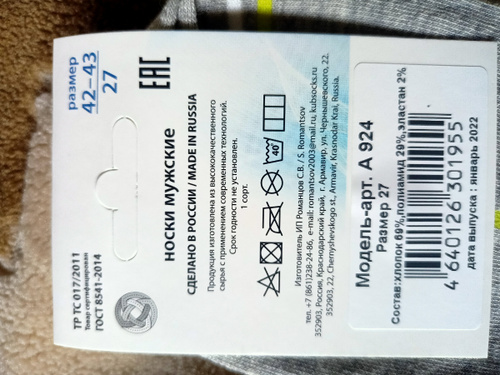 размер
42–43
27
ЕАС
НОСКИ МУЖСКИЕ
СДЕЛАНО В РОССИИ / MADE IN RUSSIA
Продукция изготовлена из высококачественного
сырья с применением современных технологий.
Срок годности не установлен.
1 сорт.
ТР ТС 017/2011
Товар сертифицирован
ГОСТ 8541-2014
40°
Изготовитель ИП Романцов С.В. / S. Romantsov
тел. +7 (861)238-24-86, e-mail: romantsov2003@mail.ru, kubsocks.ru
352903, Россия, Краснодарский край, г. Армавир, ул. Чернышевского, 22.
352903, 22, Chernyshevskogo st., Armavir, Krasnodar Krai, Russia.
Модель-арт. А 924
Размер 27
Состав:хлопок 69%,полиамид 29%,эластан 2%
4 640126 301955
дата выпуска : январь 2022